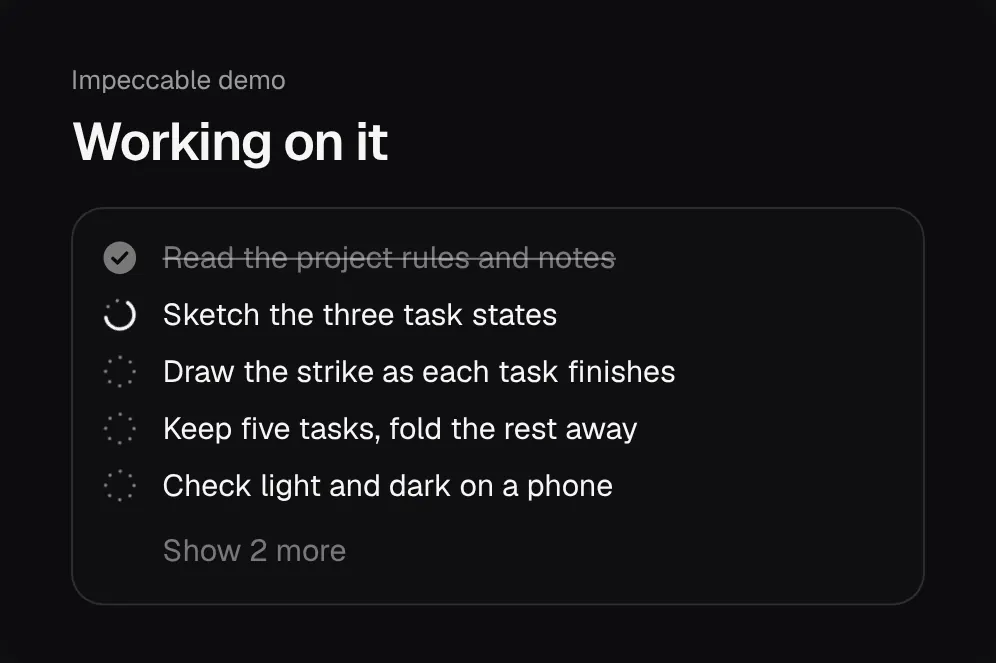 Impeccable demo
Working on it
Read the project rules and notes
Sketch the three task states
Draw the strike as each task finishes
Keep five tasks, fold the rest away
Check light and dark on a phone
Show 2 more